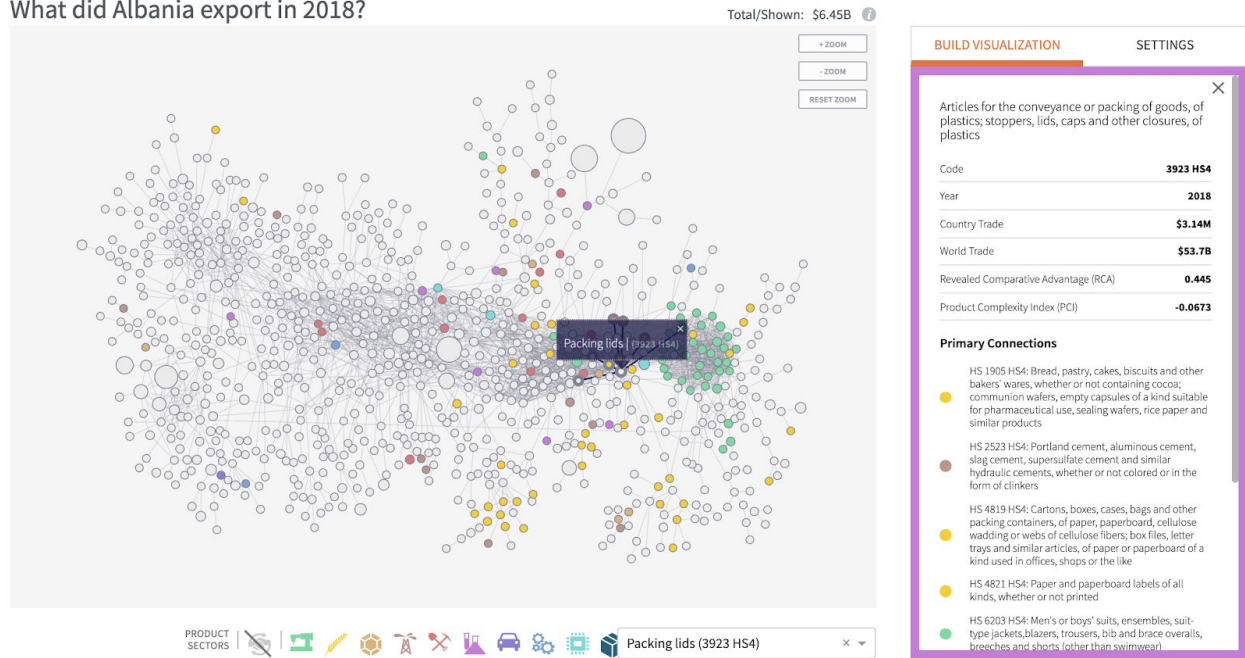 What did Albania export in 2018?
Total/Shown: $6.45B
i
+ ZOOM
- ZOOM
RESET ZOOM
Packing lids | (3923 HS4)
×
PRODUCT
SECTORS
Packing lids (3923 HS4)
×
BUILD VISUALIZATION
SETTINGS
×
Articles for the conveyance or packing of goods, of
plastics; stoppers, lids, caps and other closures, of
plastics
Code 3923 HS4
Year 2018
Country Trade $3.14M
World Trade $53.7B
Revealed Comparative Advantage (RCA) 0.445
Product Complexity Index (PCI) -0.0673
Primary Connections
HS 1905 HS4: Bread, pastry, cakes, biscuits and other
bakers' wares, whether or not containing cocoa;
communion wafers, empty capsules of a kind suitable
for pharmaceutical use, sealing wafers, rice paper and
similar products
HS 2523 HS4: Portland cement, aluminous cement,
slag cement, supersulfate cement and similar
hydraulic cements, whether or not colored or in the
form of clinkers
HS 4819 HS4: Cartons, boxes, cases, bags and other
packing containers, of paper, paperboard, cellulose
wadding or webs of cellulose fibers; box files, letter
trays and similar articles, of paper or paperboard of a
kind used in offices, shops or the like
HS 4821 HS4: Paper and paperboard labels of all
kinds, whether or not printed
HS 6203 HS4: Men's or boys' suits, ensembles, suit-
type jackets,blazers, trousers, bib and brace overalls,
breeches and shorts (other than swimwear)